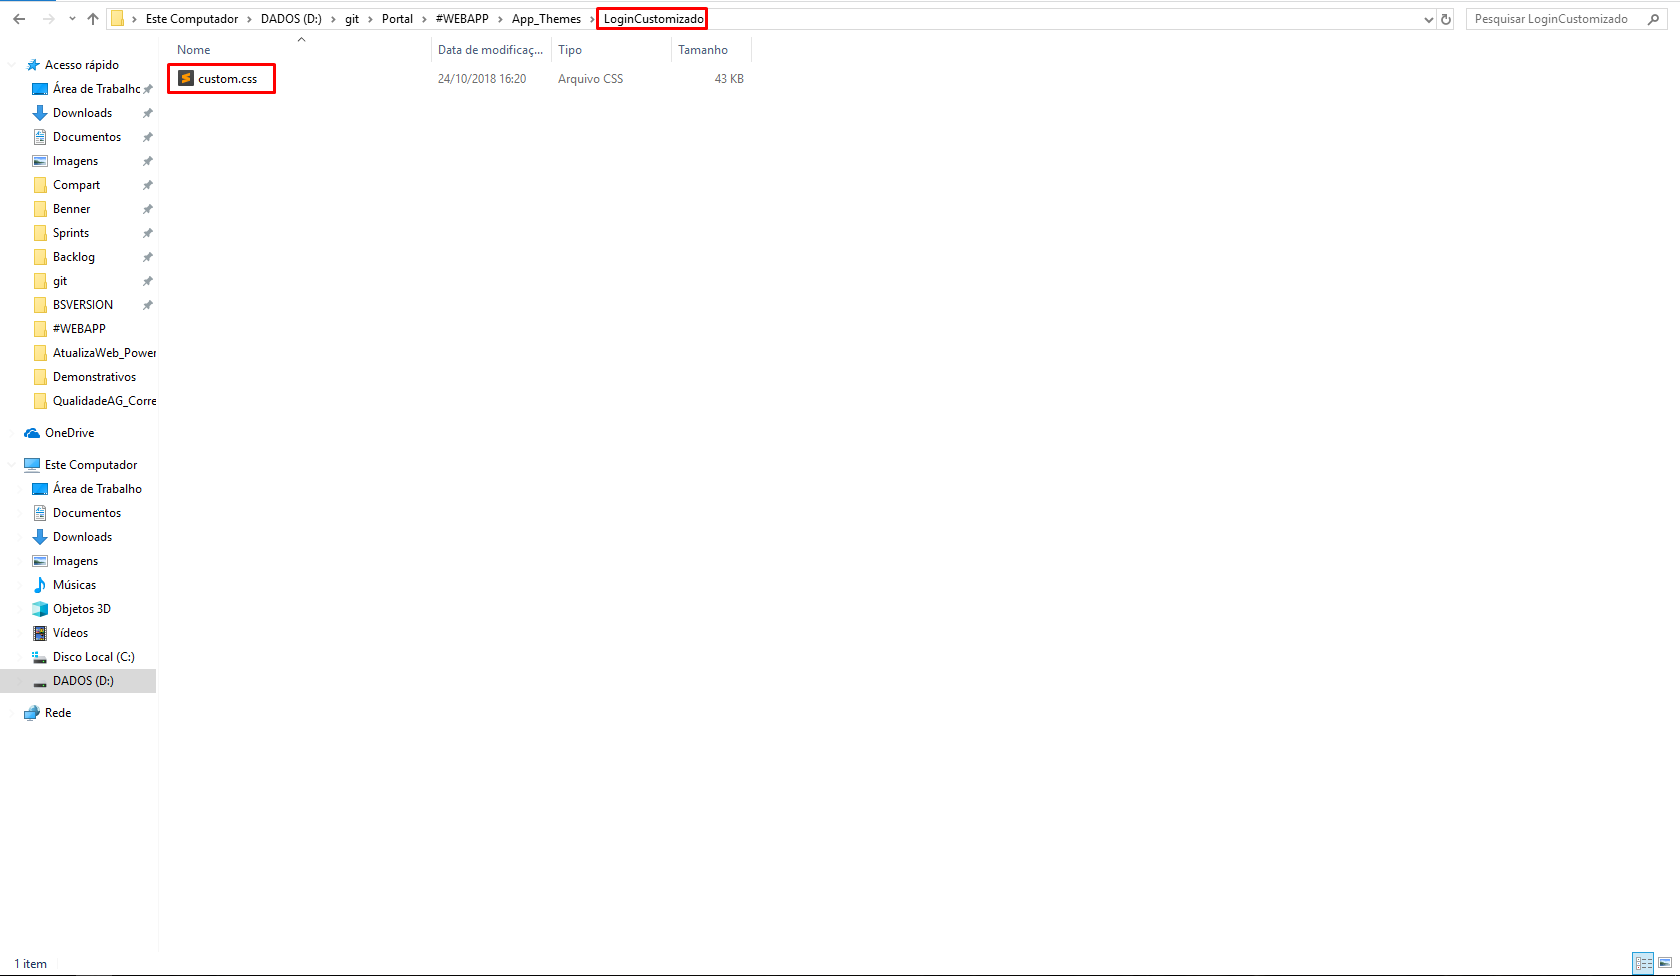 Este Computador > DADOS (D:) > git > Portal > #WEBAPP > App_Themes > LoginCustomizado
Pesquisar LoginCustomizado
Nome
Data de modificaç...
Tipo
Tamanho
custom.css
24/10/2018 16:20
Arquivo CSS
43 KB
Acesso rápido
Área de Trabalho
Downloads
Documentos
Imagens
Compart
Benner
Sprints
Backlog
git
BSVERSION
#WEBAPP
AtualizaWeb_Power
Demonstrativos
QualidadeAG_Corre
OneDrive
Este Computador
Área de Trabalho
Documentos
Downloads
Imagens
Músicas
Objetos 3D
Vídeos
Disco Local (C:)
DADOS (D:)
Rede
1 item